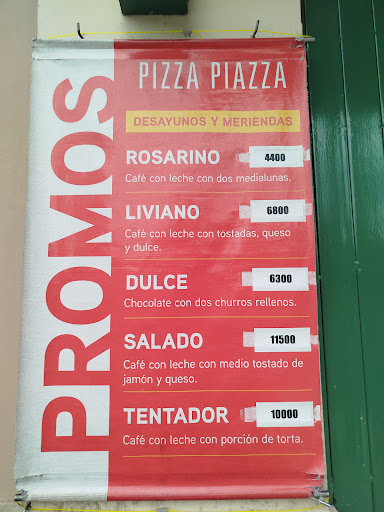 PROMOS
PIZZA PIAZZA
DESAYUNOS Y MERIENDAS
ROSARINO 4400
Café con leche con dos medialunas.
LIVIANO 6800
Café con leche con tostadas, queso
y dulce.
DULCE 6300
Chocolate con dos churros rellenos.
SALADO 11500
Café con leche con medio tostado de
jamón y queso.
TENTADOR 10000
Café con leche con porción de torta.